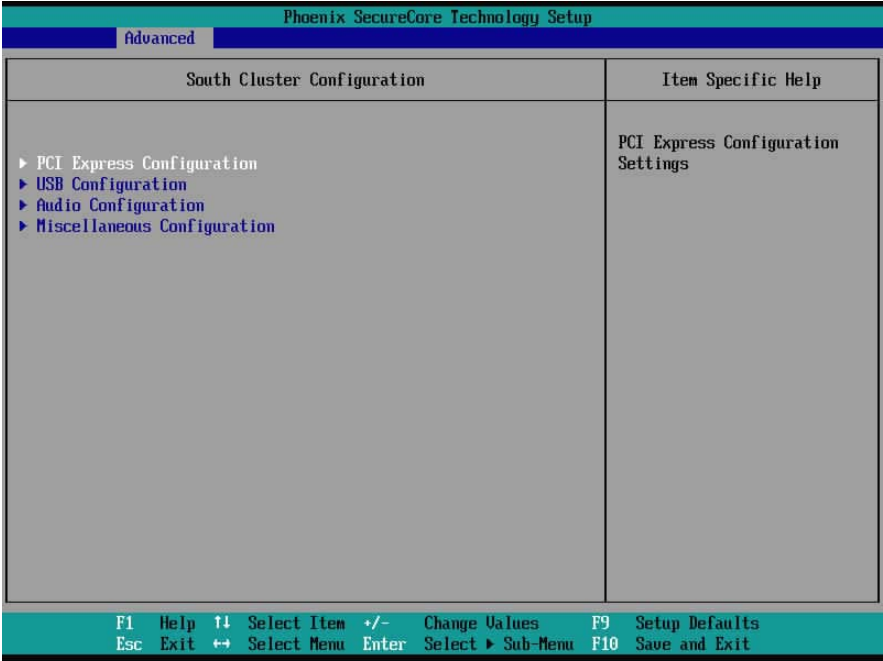 Phoenix SecureCore Technology Setup
Advanced
South Cluster Configuration
Item Specific Help
PCI Express Configuration
Settings
▶ PCI Express Configuration
▶ USB Configuration
▶ Audio Configuration
▶ Miscellaneous Configuration
F1 Help ↑↓ Select Item +/- Change Values F9 Setup Defaults
Esc Exit ↔ Select Menu Enter Select ▶ Sub-Menu F10 Save and Exit